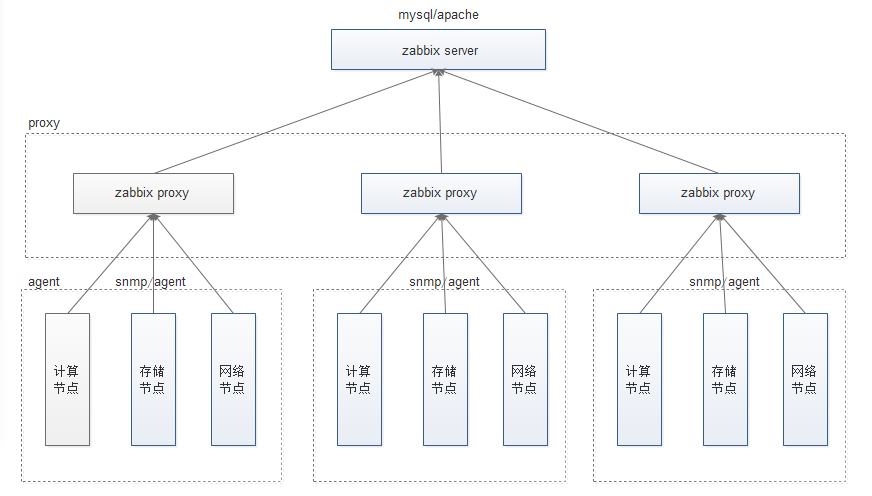 mysql/apache
zabbix server
proxy
zabbix proxy
zabbix proxy
zabbix proxy
agent
snmp/agent
snmp/agent
snmp/agent
计算
节点
存储
节点
网络
节点
计算
节点
存储
节点
网络
节点
计算
节点
存储
节点
网络
节点